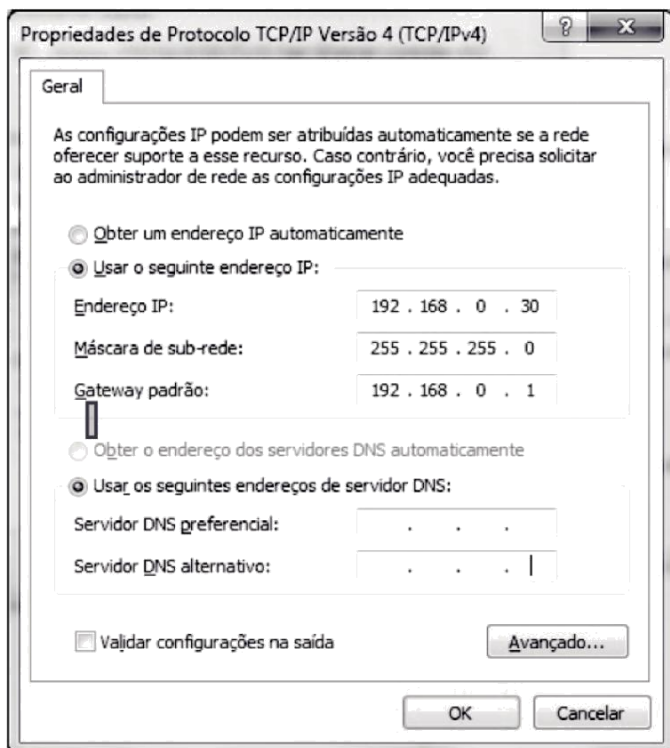 Propriedades de Protocolo TCP/IP Versão 4 (TCP/IPv4)
Geral
As configurações IP podem ser atribuídas automaticamente se a rede
oferecer suporte a esse recurso. Caso contrário, você precisa solicitar
ao administrador de rede as configurações IP adequadas.
Obter um endereço IP automaticamente
Usar o seguinte endereço IP:
Endereço IP: 192 . 168 . 0 . 30
Máscara de sub-rede: 255 . 255 . 255 . 0
Gateway padrão: 192 . 168 . 0 . 1
Obter o endereço dos servidores DNS automaticamente
Usar os seguintes endereços de servidor DNS:
Servidor DNS preferencial: . . .
Servidor DNS alternativo: . . .
Validar configurações na saída
Avançado...
OK Cancelar